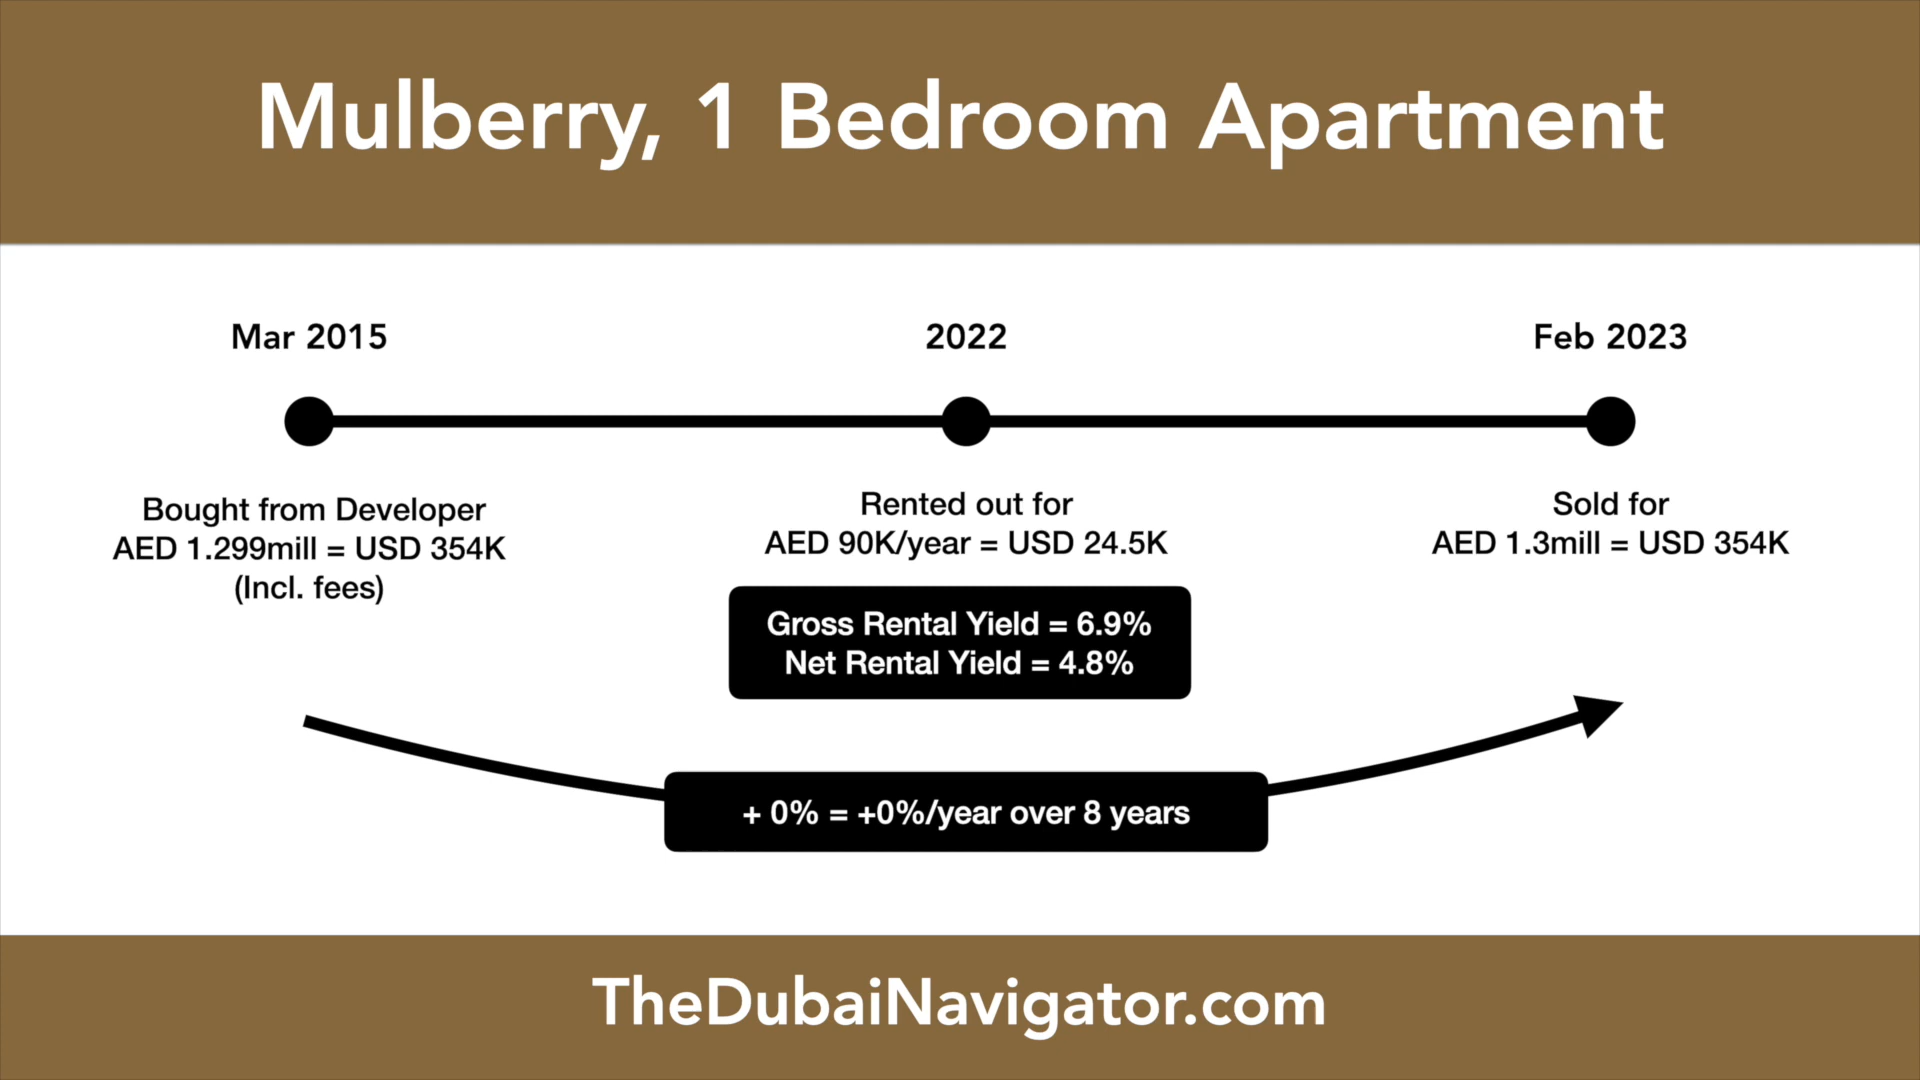 Mulberry, 1 Bedroom Apartment
Mar 2015
2022
Feb 2023
Bought from Developer
AED 1.299mill = USD 354K
(Incl. fees)
Rented out for
AED 90K/year = USD 24.5K
Gross Rental Yield = 6.9%
Net Rental Yield = 4.8%
Sold for
AED 1.3mill = USD 354K
+ 0% = +0%/year over 8 years
TheDubaiNavigator.com